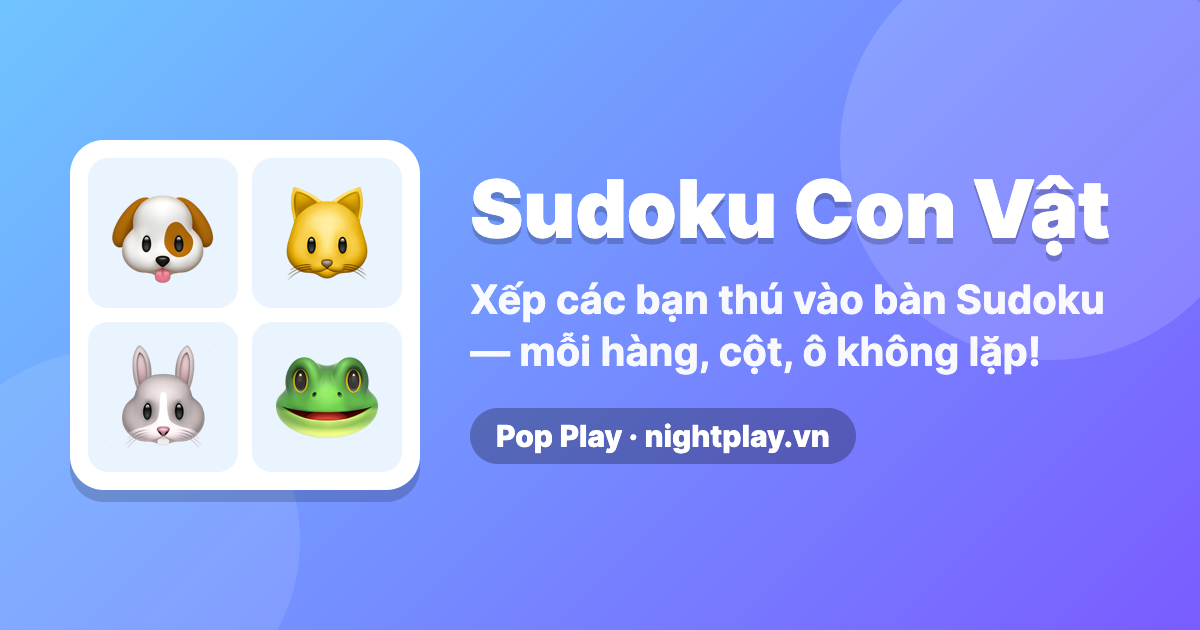 Sudoku Con Vật
Xếp các bạn thú vào bàn Sudoku
— mỗi hàng, cột, ô không lặp!
Pop Play · nightplay.vn